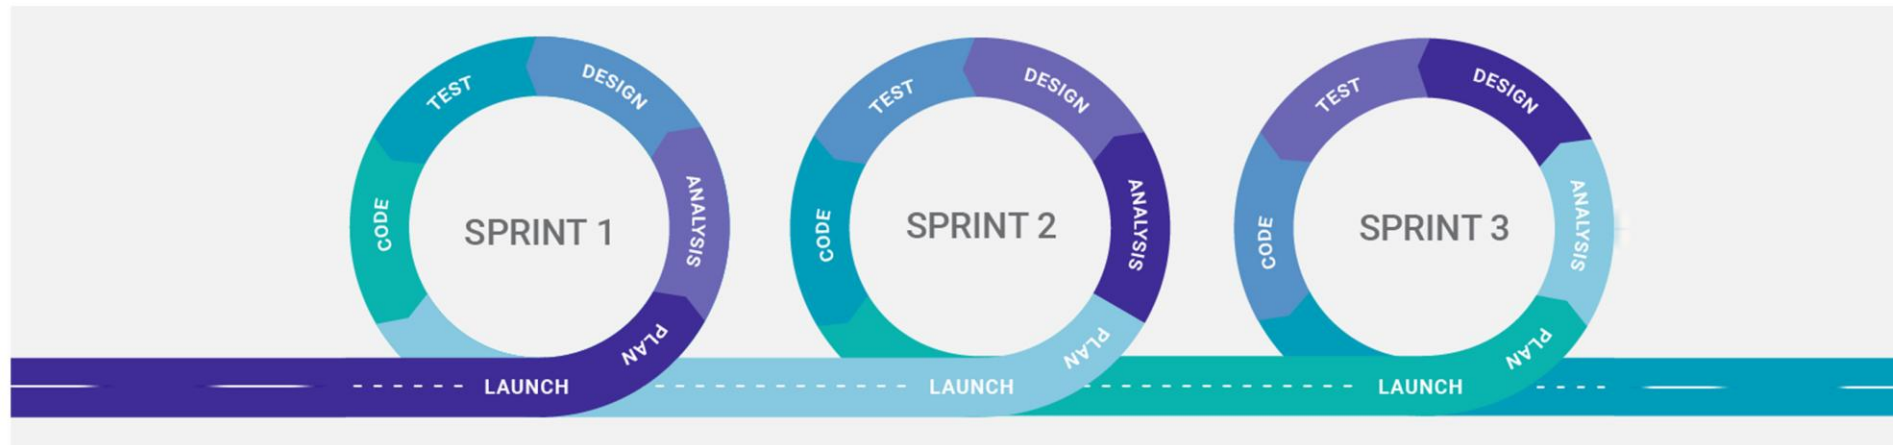 TEST
DESIGN
CODE
SPRINT 1
ANALYSIS
PLAN
LAUNCH
TEST
DESIGN
CODE
SPRINT 2
ANALYSIS
PLAN
LAUNCH
TEST
DESIGN
CODE
SPRINT 3
ANALYSIS
PLAN
LAUNCH